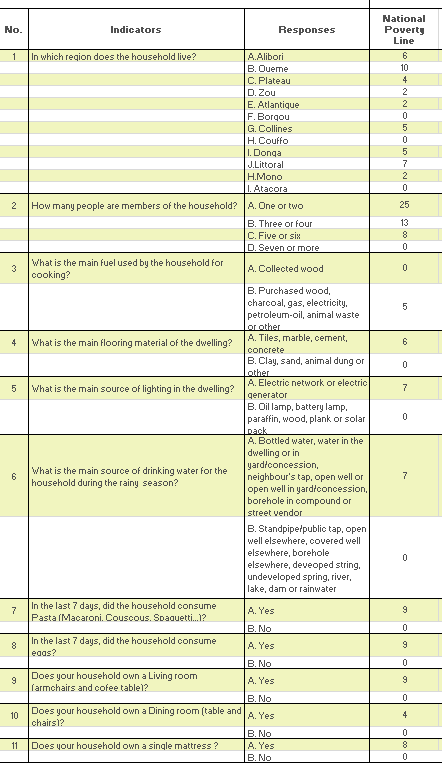 No. Indicators Responses National Poverty Line
1 In which region does the household live? A.Alibori 6
B. Oueme 10
C. Plateau 4
D. Zou 2
E. Atlantique 2
F. Borgou 0
G. Collines 5
H. Couffo 0
I. Donga 5
J.Littoral 7
H.Mono 2
I. Atacora 0
2 How many people are members of the household? A. One or two 25
B. Three or four 13
C. Five or six 8
D. Seven or more 0
3 What is the main fuel used by the household for
cooking? A. Collected wood 0
B. Purchased wood,
charcoal, gas, electricity,
petroleum-oil, animal waste
or other 5
4 What is the main flooring material of the dwelling? A. Tiles, marble, cement,
concrete 6
B. Clay, sand, animal dung or
other 0
5 What is the main source of lighting in the dwelling? A. Electric network or electric
generator 7
B. Oil lamp, battery lamp,
paraffin, wood, plank or solar
pack 0
6 What is the main source of drinking water for the
household during the rainy season? A. Bottled water, water in the
dwelling or in
yard/concession,
neighbour's tap, open well or
open well in yard/concession,
borehole in compound or
street vendor 7
B. Standpipe/public tap, open
well elsewhere, covered well
elsewhere, borehole
elsewhere, deveoped string,
undeveloped spring, river,
lake, dam or rainwater 0
7 In the last 7 days, did the household consume
Pasta (Macaroni, Couscous, Spaguetti...)? A. Yes 9
B. No 0
8 In the last 7 days, did the household consume
eggs? A. Yes 9
B. No 0
9 Does your household own a Living room
(armchairs and cofee table)? A. Yes 9
B. No 0
10 Does your household own a Dining room (table and
chairs)? A. Yes 4
B. No 0
11 Does your household own a single mattress ? A. Yes 8
B. No 0